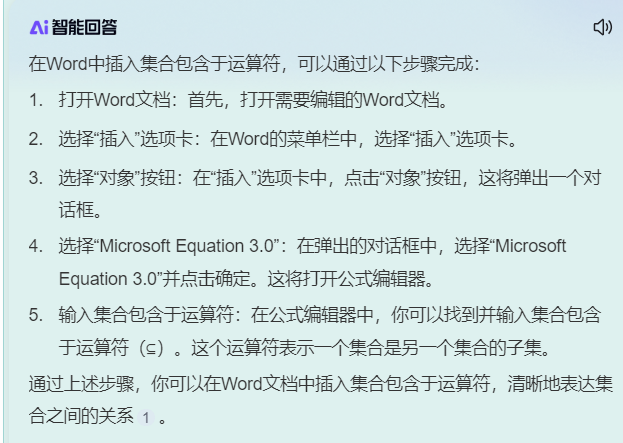 Ai智能回答
在Word中插入集合包含于运算符，可以通过以下步骤完成：
1. 打开Word文档：首先，打开需要编辑的Word文档。
2. 选择“插入”选项卡：在Word的菜单栏中，选择“插入”选项卡。
3. 选择“对象”按钮：在“插入”选项卡中，点击“对象”按钮，这将弹出一个对
话框。
4. 选择“Microsoft Equation 3.0”：在弹出的对话框中，选择“Microsoft
Equation 3.0”并点击确定。这将打开公式编辑器。
5. 输入集合包含于运算符：在公式编辑器中，你可以找到并输入集合包含
于运算符（⊆）。这个运算符表示一个集合是另一个集合的子集。
通过上述步骤，你可以在Word文档中插入集合包含于运算符，清晰地表达集
合之间的关系 1 。